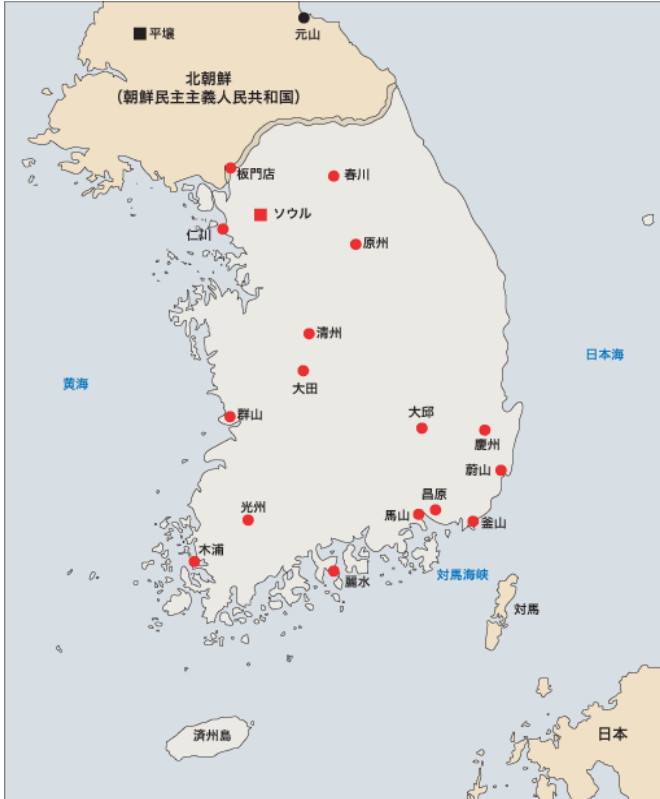 平壌
元山
北朝鮮
（朝鮮民主主義人民共和国）
板門店
春川
ソウル
仁川
原州
清州
日本海
大田
黄海
群山
大邱
慶州
蔚山
昌原
光州
馬山
釜山
木浦
麗水
対馬海峡
対馬
済州島
日本